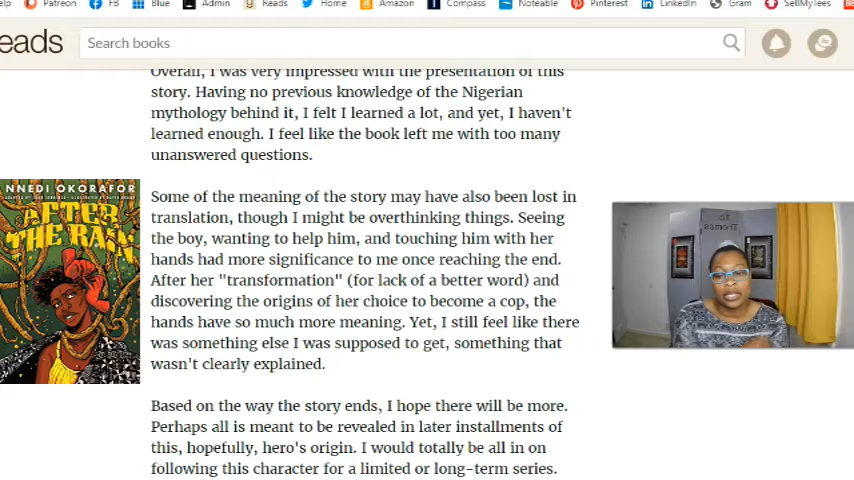 elp Patreon FB Blue Admin Reads Home Amazon Compass Noteable Pinterest LinkedIn Gram SellMyTees
eads Search books
Overall, I was very impressed with the presentation of this
story. Having no previous knowledge of the Nigerian
mythology behind it, I felt I learned a lot, and yet, I haven't
learned enough. I feel like the book left me with too many
unanswered questions.
NNEDI OKORAFOR
AFTER
THE RAIN
Some of the meaning of the story may have also been lost in
translation, though I might be overthinking things. Seeing
the boy, wanting to help him, and touching him with her
hands had more significance to me once reaching the end.
After her "transformation" (for lack of a better word) and
discovering the origins of her choice to become a cop, the
hands have so much more meaning. Yet, I still feel like there
was something else I was supposed to get, something that
wasn't clearly explained.
Based on the way the story ends, I hope there will be more.
Perhaps all is meant to be revealed in later installments of
this, hopefully, hero's origin. I would totally be all in on
following this character for a limited or long-term series.